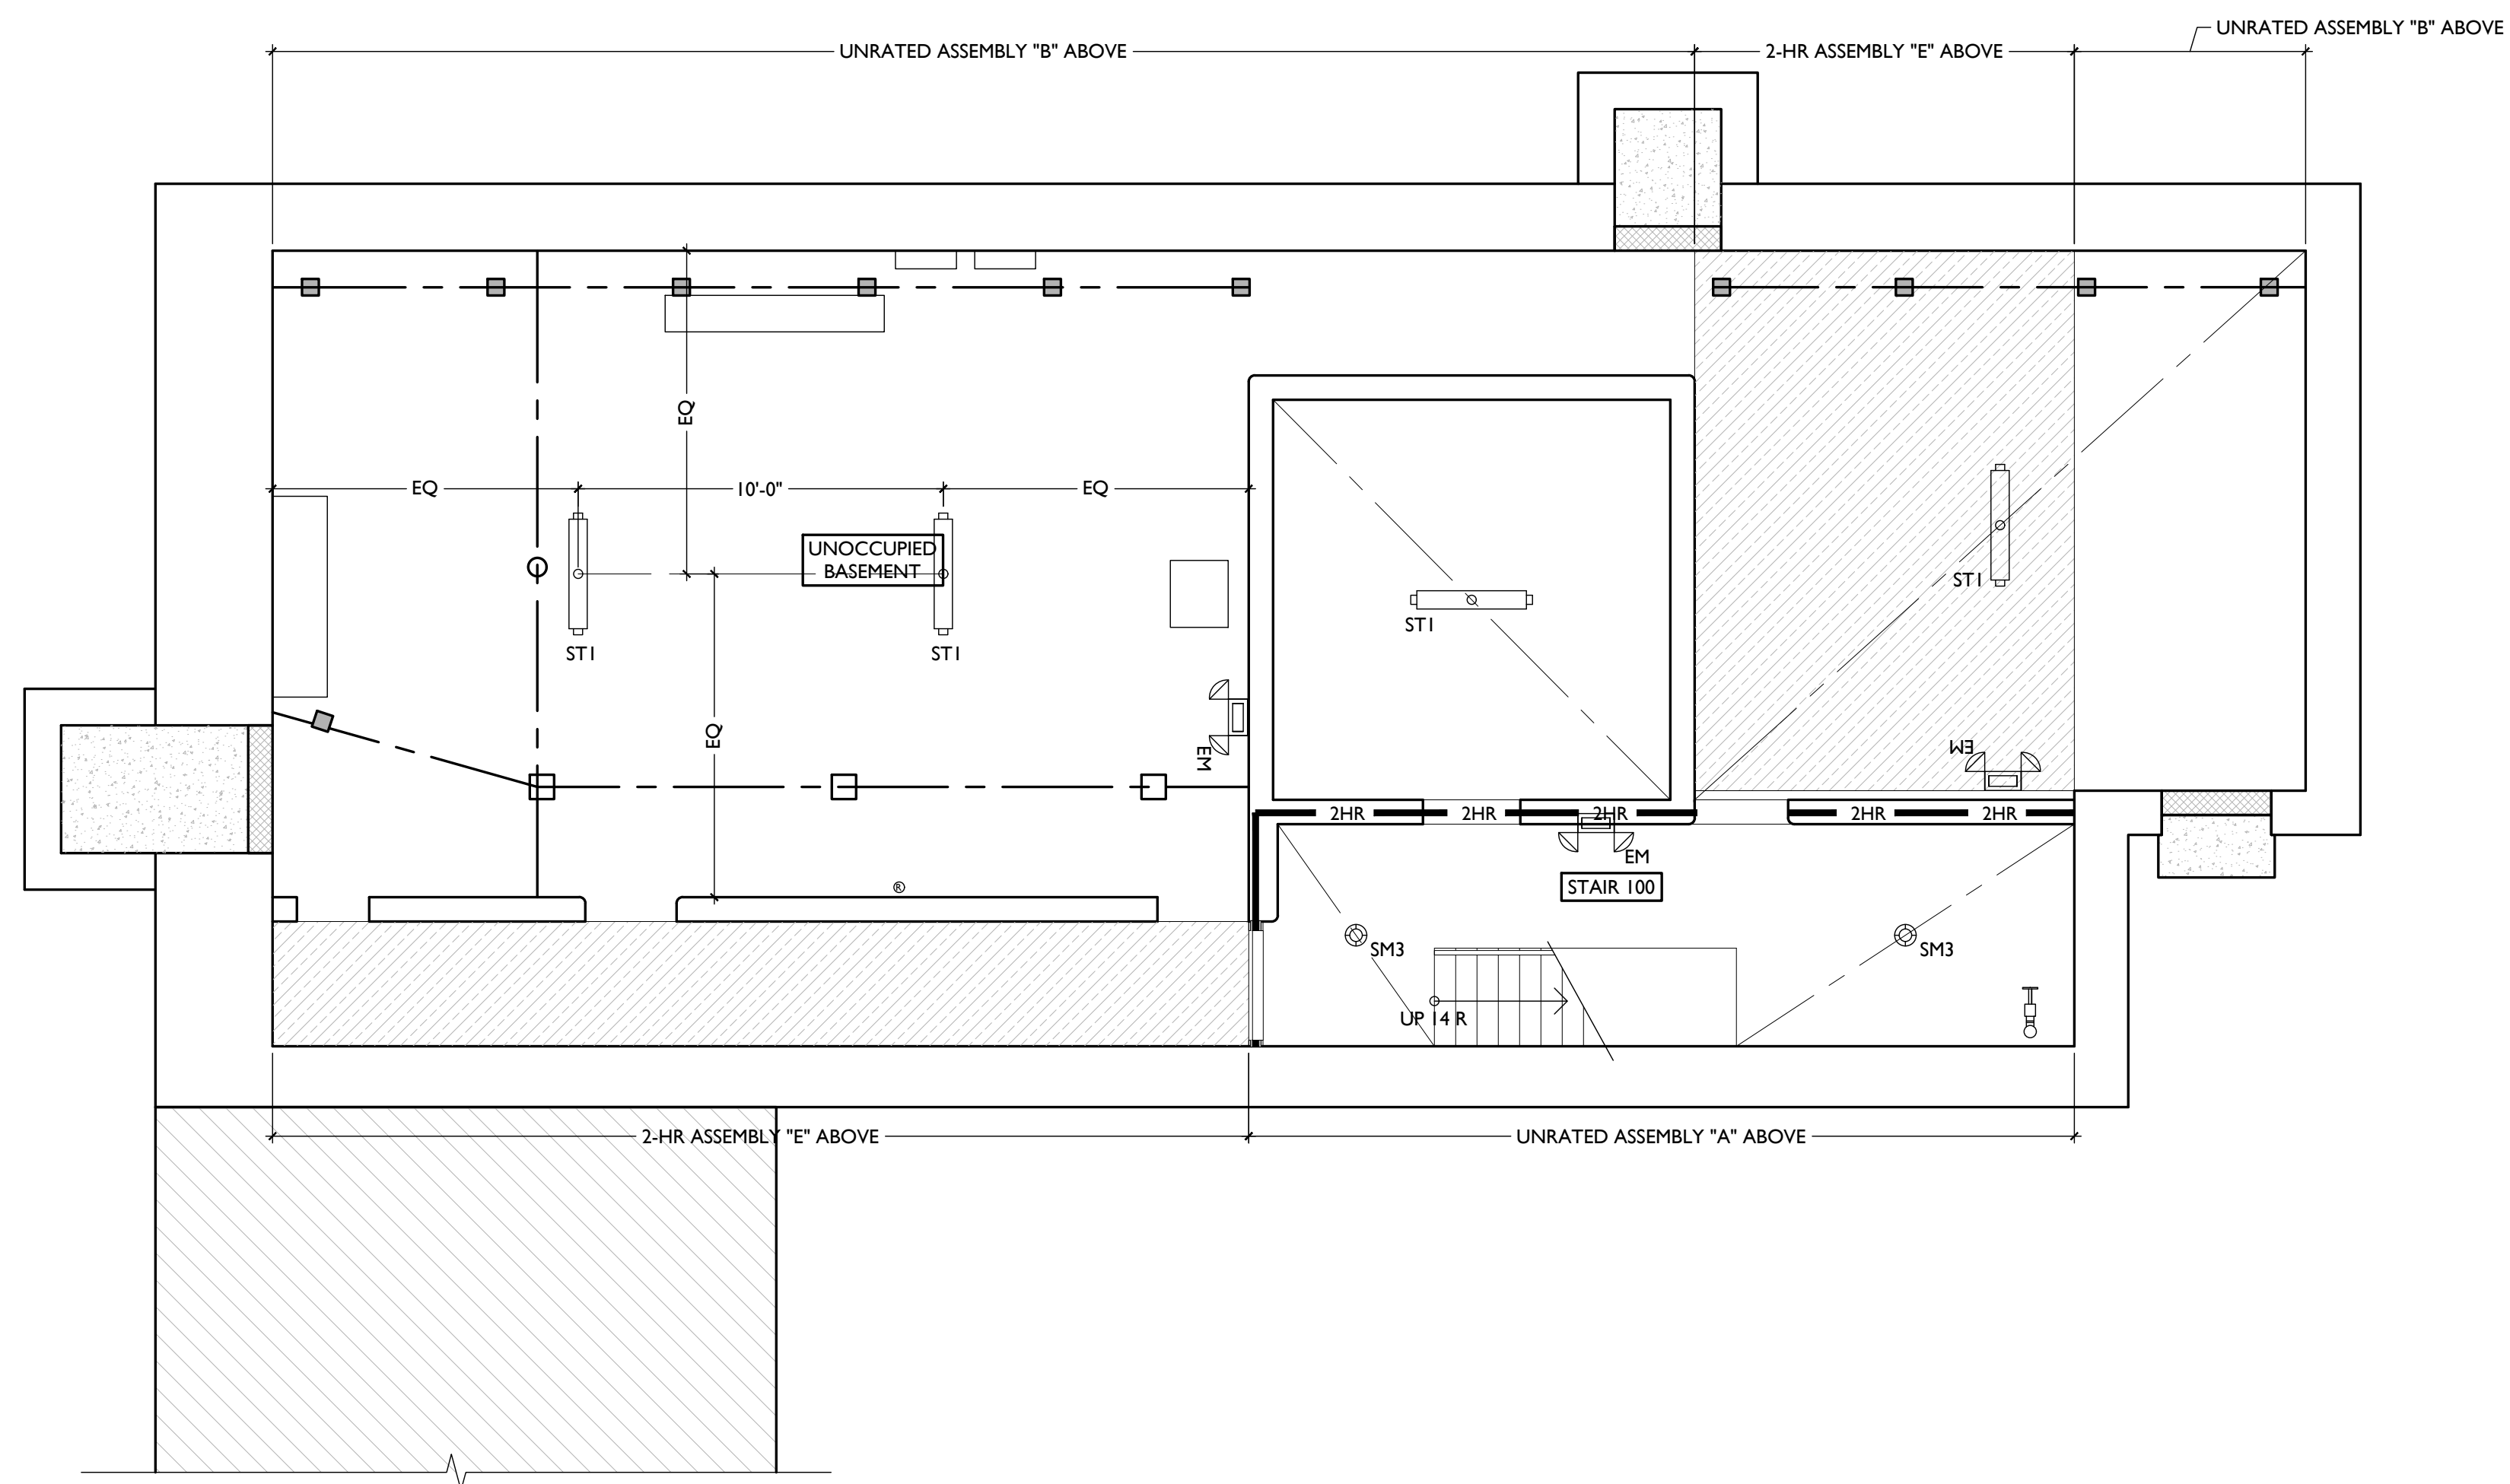 UNRATED ASSEMBLY "B" ABOVE
UNRATED ASSEMBLY "B" ABOVE
2-HR ASSEMBLY "E" ABOVE
EQ
EQ
10'-0"
EQ
UNOCCUPIED
BASEMENT
ST1
ST1
ST1
ST1
EQ
EM
EM
2HR
2HR
2HR
2HR
2HR
EM
STAIR 100
®
SM3
SM3
UP 14 R
2-HR ASSEMBLY "E" ABOVE
UNRATED ASSEMBLY "A" ABOVE